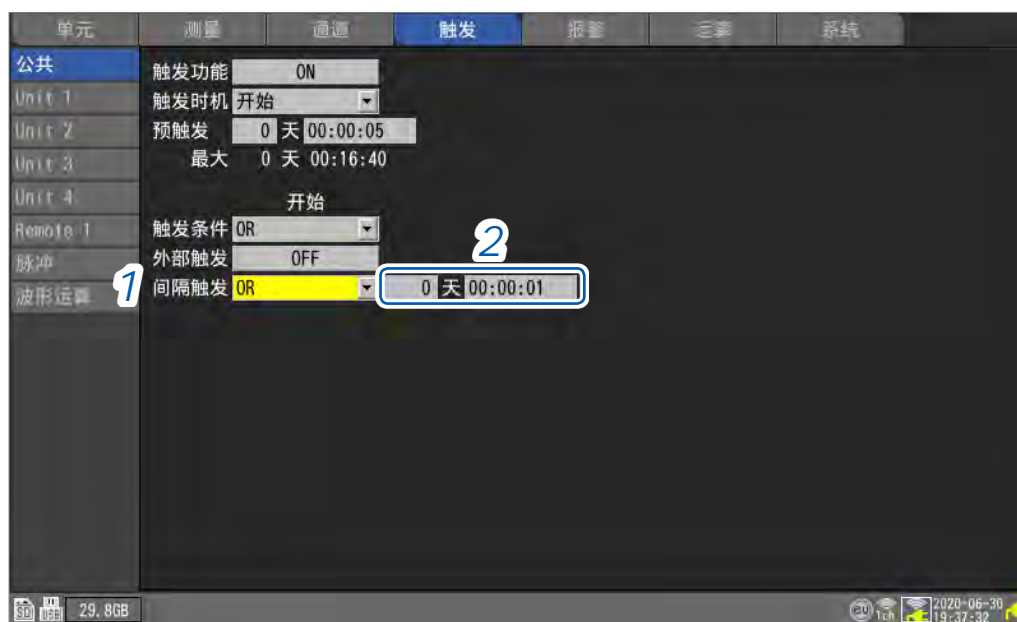 单元 测量 通道 触发 报警 运算 系统
公共
Unit 1
Unit 2
Unit 3
Unit 4
Remote 1
脉冲
波形运算
触发功能 ON
触发时机 开始
预触发 0 天 00:00:05
最大 0 天 00:16:40
开始
触发条件 OR
外部触发 OFF
间隔触发 OR 0 天 00:00:01
1
2
SD USB 29.8GB
1ch 2020-06-30
19:37:32